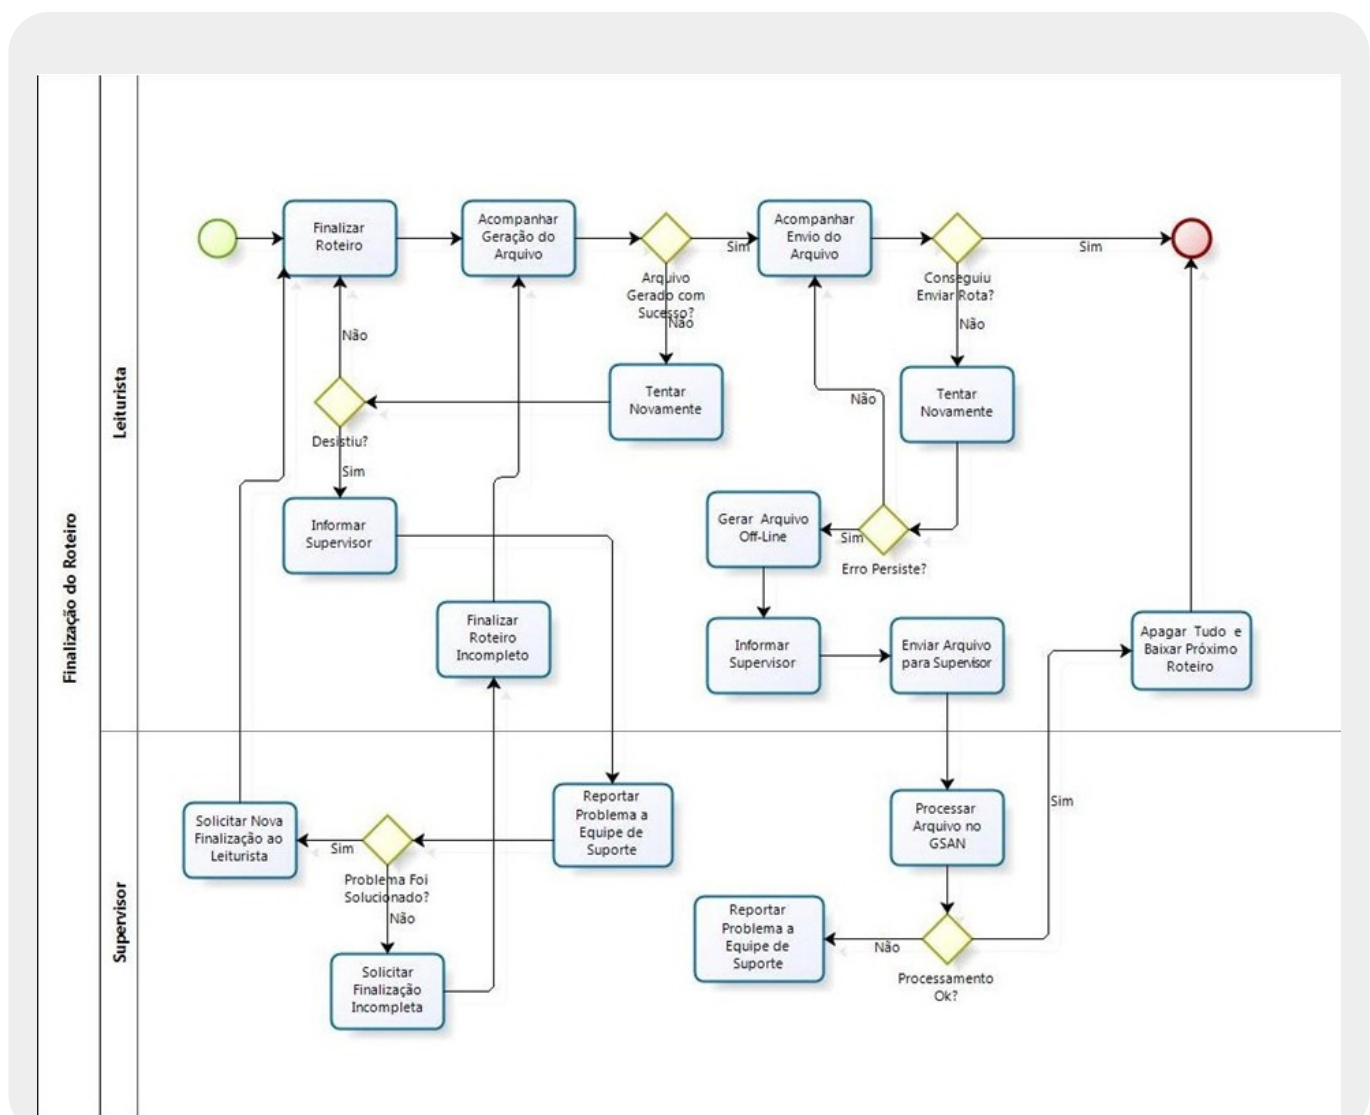 Finalização do Roteiro
Leiturista
Finalizar
Roteiro
Acompanhar
Geração do
Arquivo
Arquivo
Gerado com
Sucesso?
Sim
Não
Acompanhar
Envio do
Arquivo
Conseguiu
Enviar Rota?
Sim
Não
Tentar
Novamente
Tentar
Novamente
Não
Desistiu?
Sim
Não
Informar
Supervisor
Gerar Arquivo
Off-Line
Sim
Erro Persiste?
Finalizar
Roteiro
Incompleto
Informar
Supervisor
Enviar Arquivo
para Supervisor
Apagar Tudo e
Baixar Próximo
Roteiro
Supervisor
Solicitar Nova
Finalização ao
Leiturista
Sim
Problema Foi
Solucionado?
Não
Reportar
Problema a
Equipe de
Suporte
Processar
Arquivo no
GSAN
Sim
Reportar
Problema a
Equipe de
Suporte
Não
Processamento
Ok?
Solicitar
Finalização
Incompleta